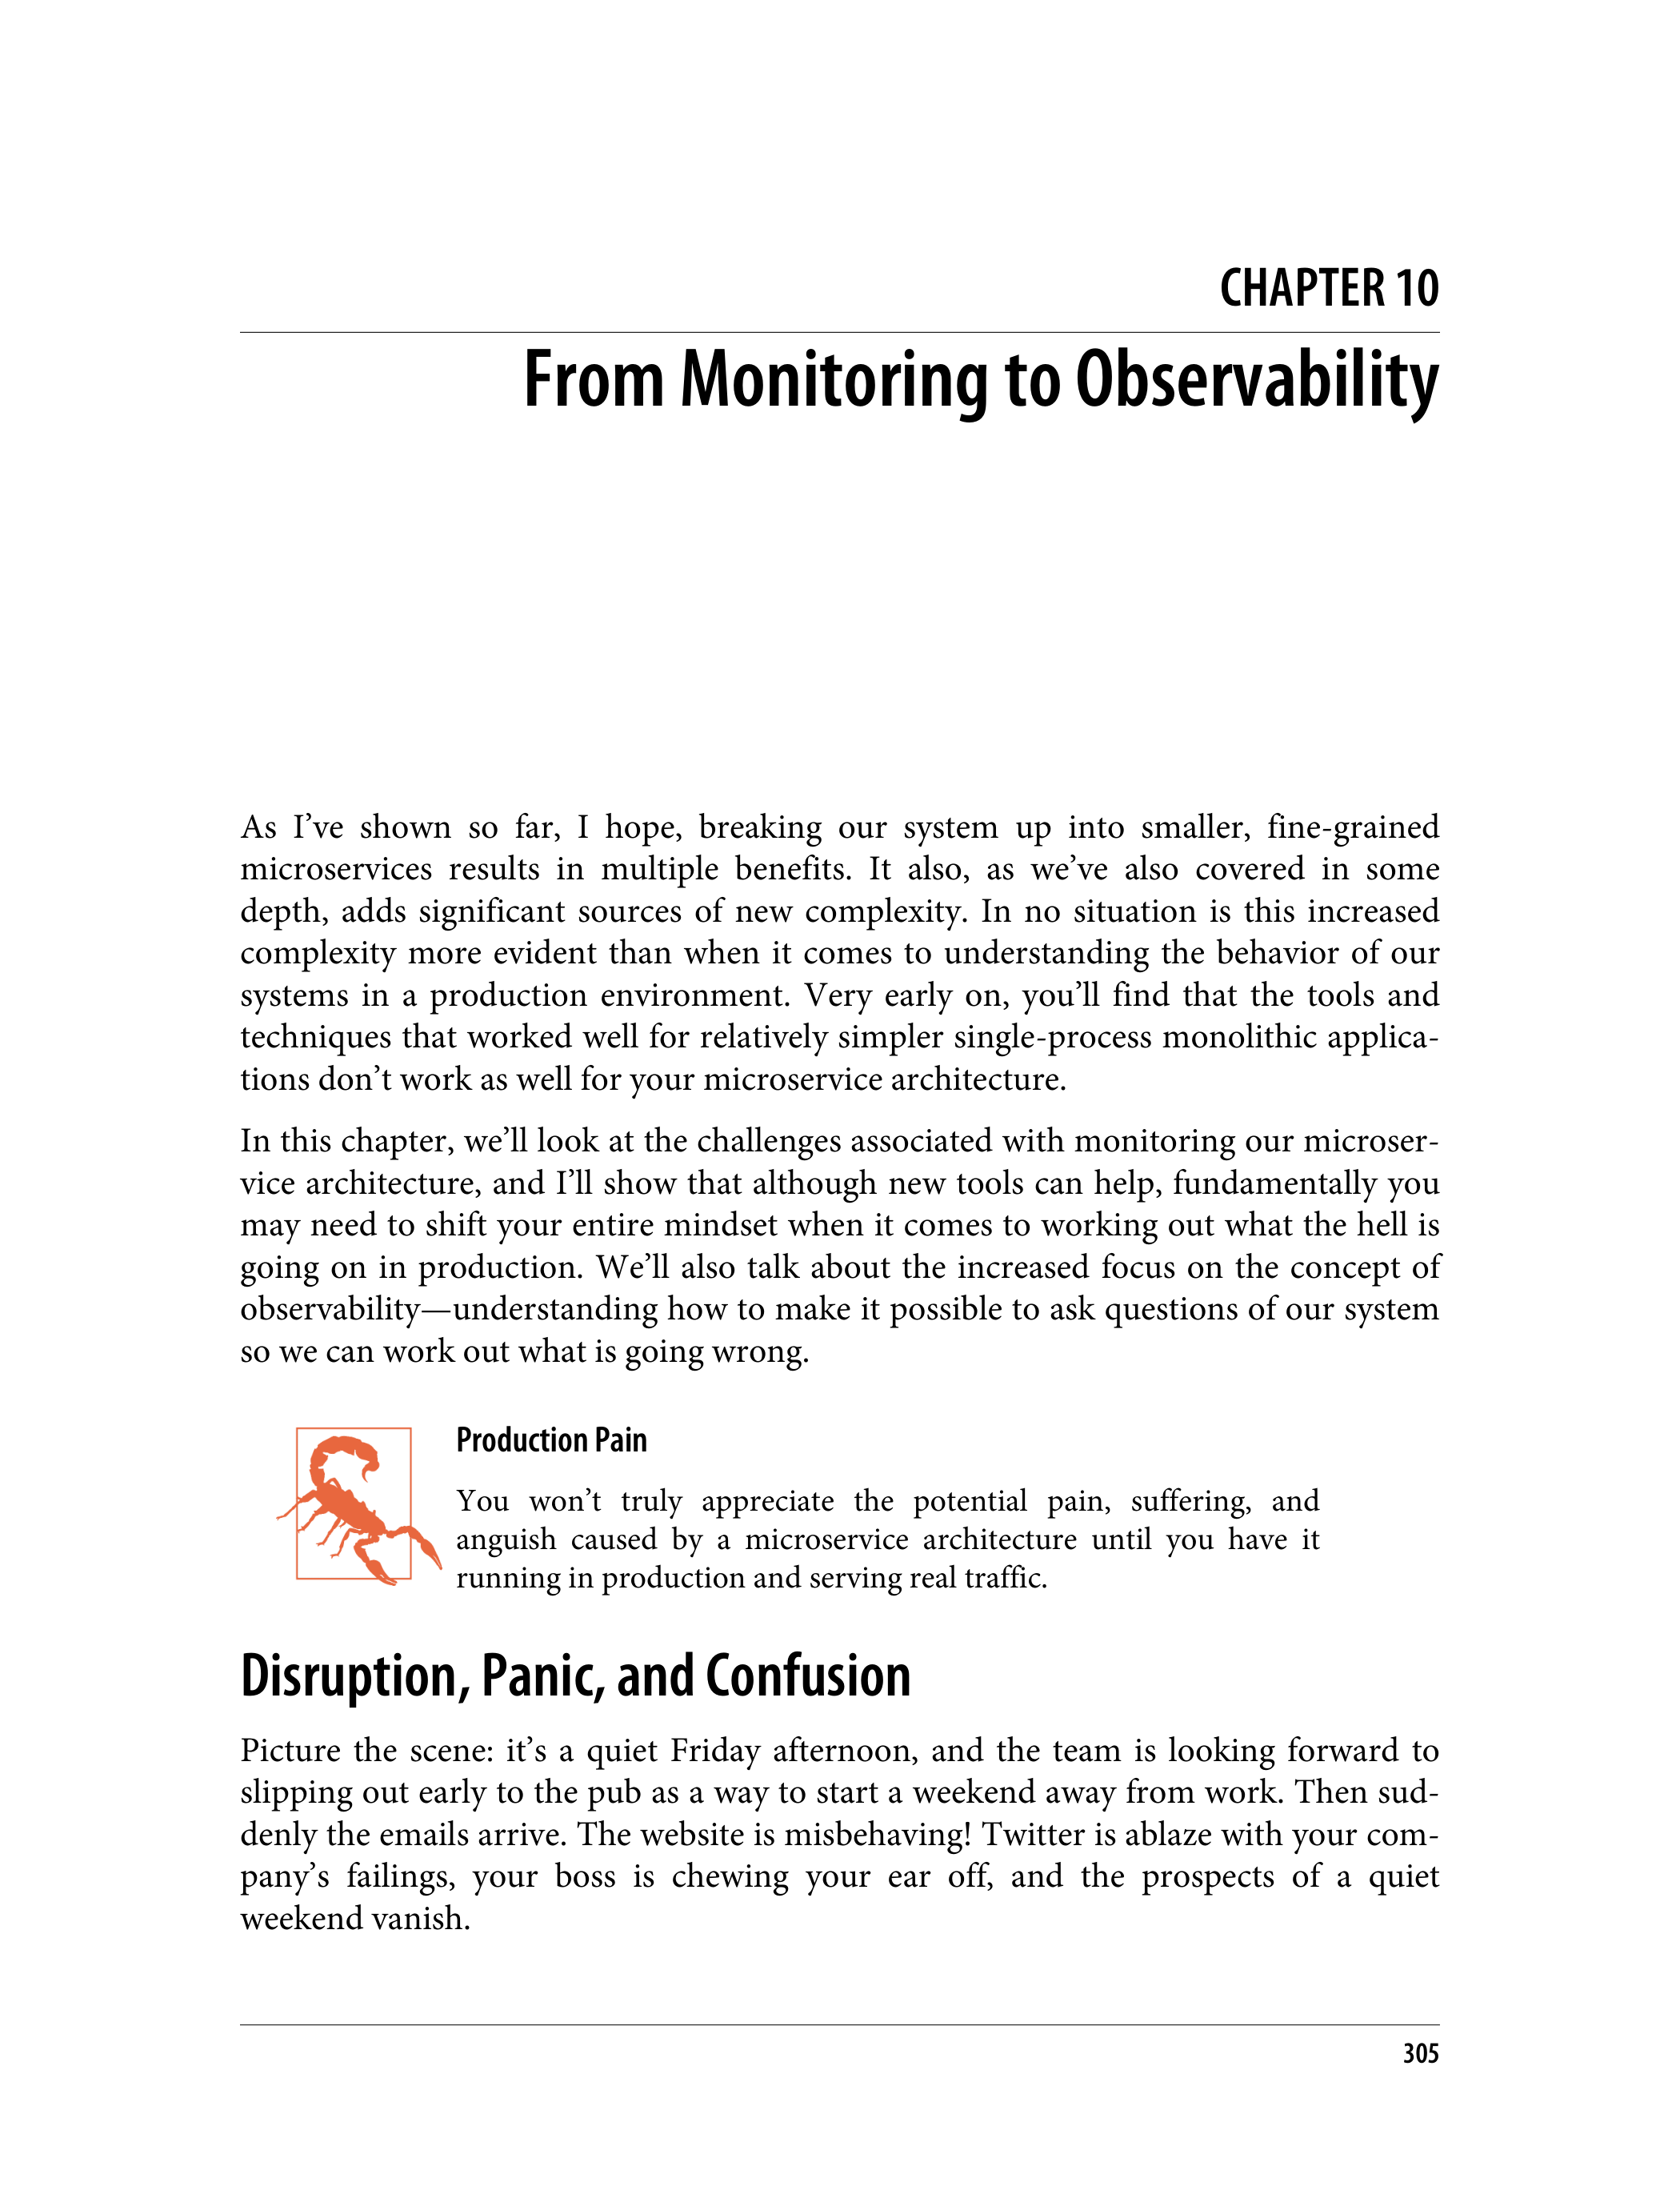 CHAPTER 10
From Monitoring to Observability
As I’ve shown so far, I hope, breaking our system up into smaller, fine-grained
microservices results in multiple benefits. It also, as we’ve also covered in some
depth, adds significant sources of new complexity. In no situation is this increased
complexity more evident than when it comes to understanding the behavior of our
systems in a production environment. Very early on, you’ll find that the tools and
techniques that worked well for relatively simpler single-process monolithic applica-
tions don’t work as well for your microservice architecture.
In this chapter, we’ll look at the challenges associated with monitoring our microser-
vice architecture, and I’ll show that although new tools can help, fundamentally you
may need to shift your entire mindset when it comes to working out what the hell is
going on in production. We’ll also talk about the increased focus on the concept of
observability—understanding how to make it possible to ask questions of our system
so we can work out what is going wrong.
Production Pain
You won’t truly appreciate the potential pain, suffering, and
anguish caused by a microservice architecture until you have it
running in production and serving real traffic.
Disruption, Panic, and Confusion
Picture the scene: it’s a quiet Friday afternoon, and the team is looking forward to
slipping out early to the pub as a way to start a weekend away from work. Then sud-
denly the emails arrive. The website is misbehaving! Twitter is ablaze with your com-
pany’s failings, your boss is chewing your ear off, and the prospects of a quiet
weekend vanish.
305